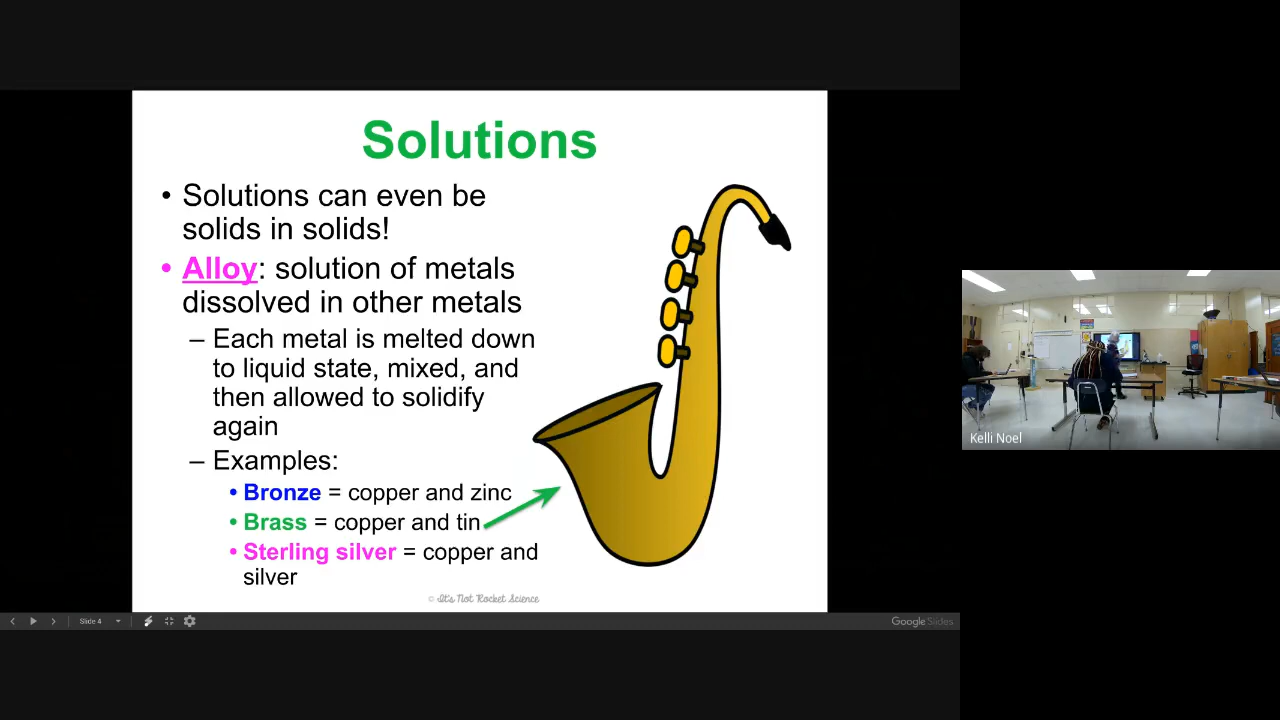 Solutions
• Solutions can even be
solids in solids!
• Alloy: solution of metals
dissolved in other metals
– Each metal is melted down
to liquid state, mixed, and
then allowed to solidify
again
– Examples:
• Bronze = copper and zinc
• Brass = copper and tin
• Sterling silver = copper and
silver
© It's Not Rocket Science
Slide 4
Google Slides
Kelli Noel